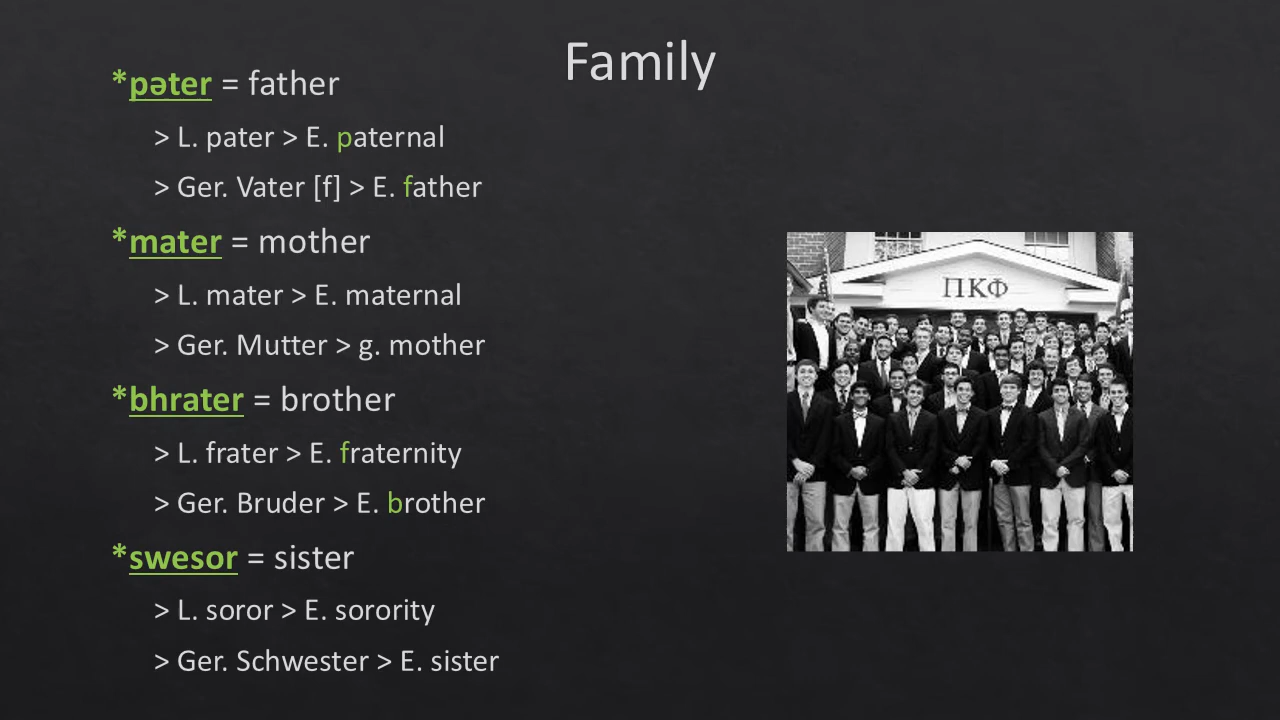 Family
*pəter = father
> L. pater > E. paternal
> Ger. Vater [f] > E. father
*mater = mother
> L. mater > E. maternal
> Ger. Mutter > g. mother
*bhrater = brother
> L. frater > E. fraternity
> Ger. Bruder > E. brother
*swesor = sister
> L. soror > E. sorority
> Ger. Schwester > E. sister
ΠΚΦ